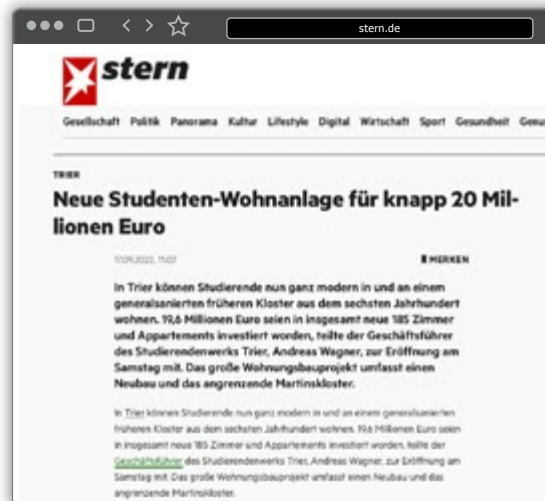 stern.de
stern
Gesellschaft Politik Panorama Kultur Lifestyle Digital Wirtschaft Sport Gesundheit Genu
TRIER
Neue Studenten-Wohnanlage für knapp 20 Mil-
lionen Euro
17.09.2022, 11:07 MERKEN
In Trier können Studierende nun ganz modern in und an einem
generalsanierten früheren Kloster aus dem sechsten Jahrhundert
wohnen. 19,6 Millionen Euro seien in insgesamt neue 185 Zimmer
und Appartements investiert worden, teilte der Geschäftsführer
des Studierendenwerks Trier, Andreas Wagner, zur Eröffnung am
Samstag mit. Das große Wohnungsbauprojekt umfasst einen
Neubau und das angrenzende Martinskloster.
In Trier können Studierende nun ganz modern in und an einem generalsanierten
früheren Kloster aus dem sechsten Jahrhundert wohnen. 19,6 Millionen Euro seien
in insgesamt neue 185 Zimmer und Appartements investiert worden, teilte der
Geschäftsführer des Studierendenwerks Trier, Andreas Wagner, zur Eröffnung am
Samstag mit. Das große Wohnungsbauprojekt umfasst einen Neubau und das
angrenzende Martinskloster.